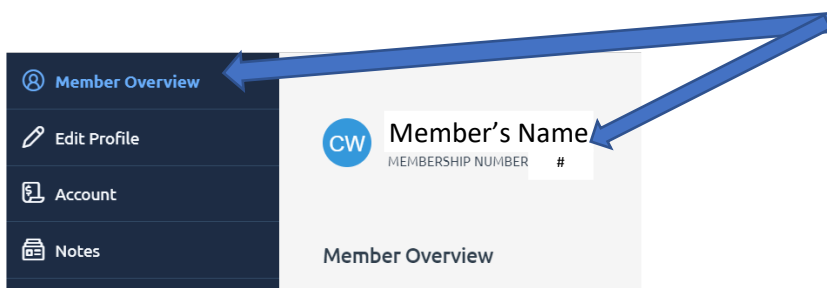 Member Overview
Edit Profile
Account
Notes
CW
Member's Name
MEMBERSHIP NUMBER #
Member Overview